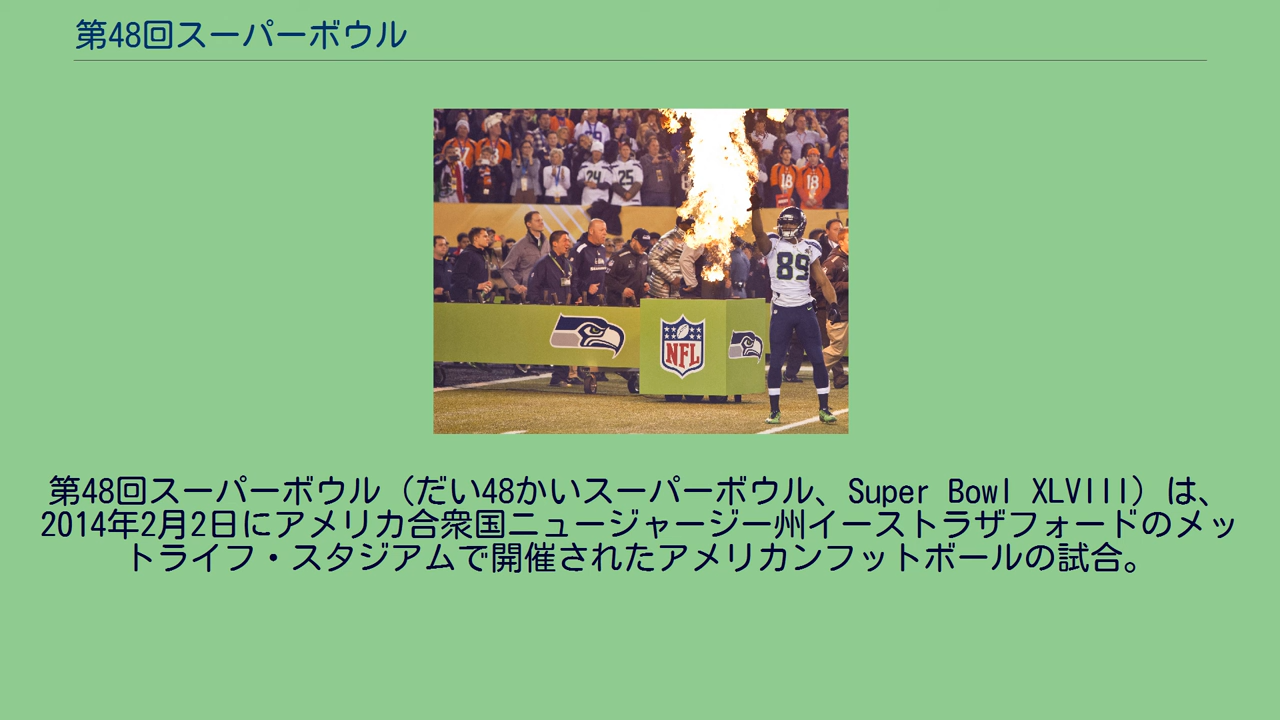 第48回スーパーボウル
24
25
18
18
89
NFL
第48回スーパーボウル（だい48かいスーパーボウル、Super Bowl XLVIII）は、
2014年2月2日にアメリカ合衆国ニュージャージー州イーストラザフォードのメッ
トライフ・スタジアムで開催されたアメリカンフットボールの試合。